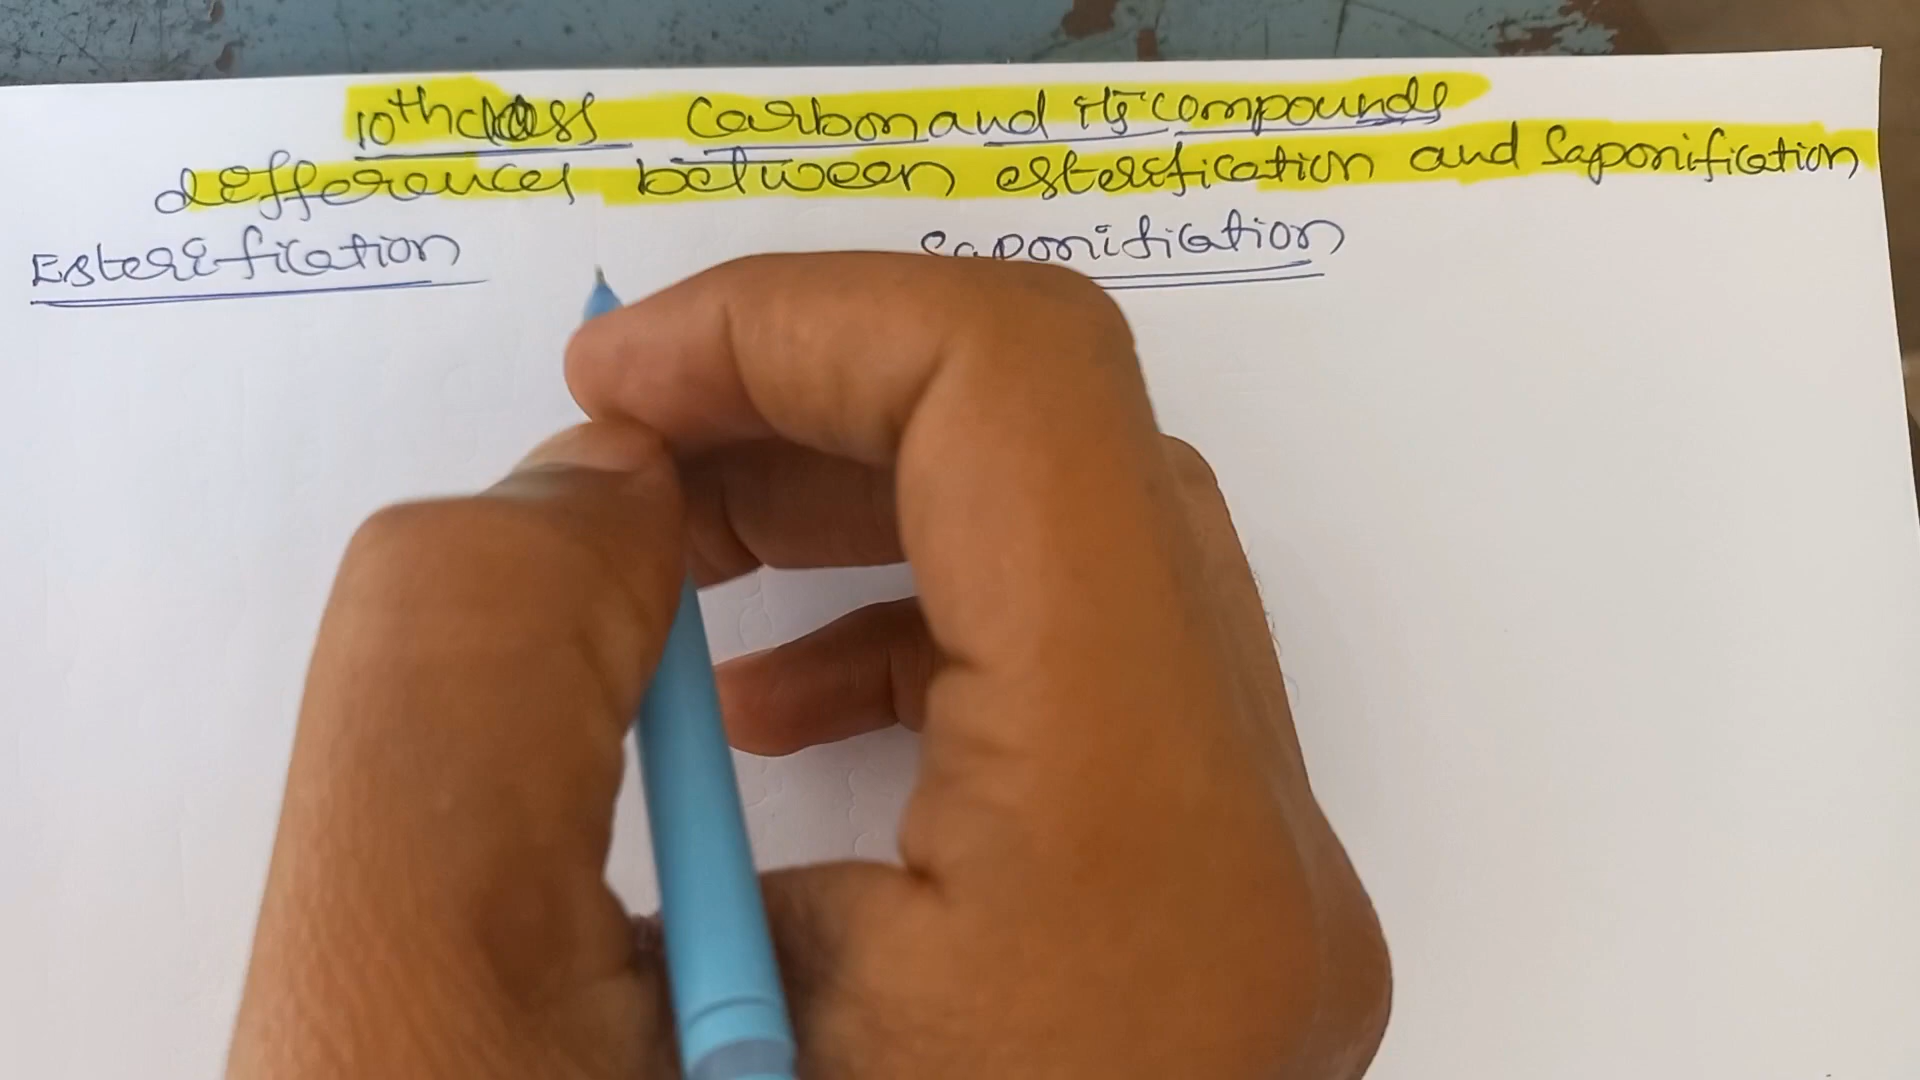 10th class Carbon and its compounds
defferences between esterification and Saponification
Esterification Saponification